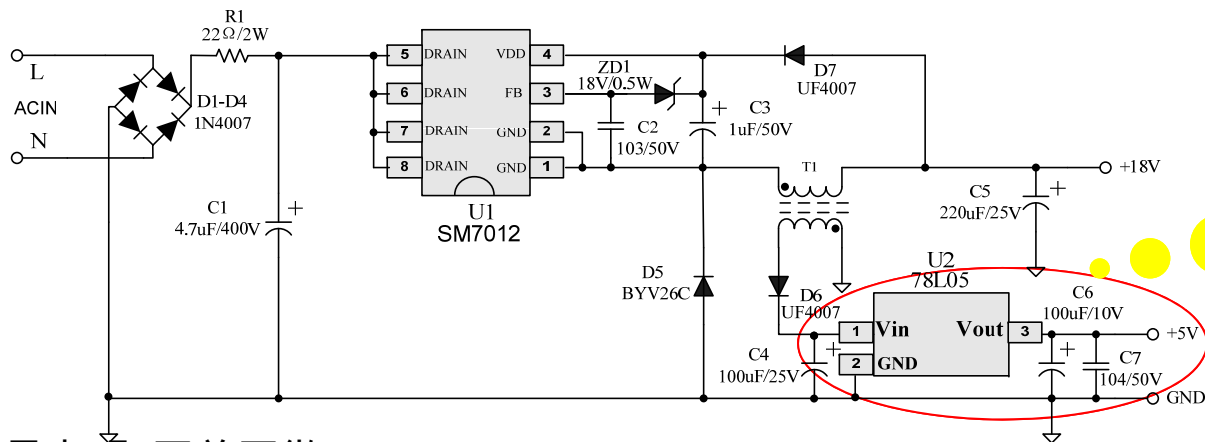 R1
22Ω/2W
L
ACIN
N
D1-D4
1N4007
C1
4.7uF/400V
5 DRAIN VDD 4
6 DRAIN FB 3
7 DRAIN GND 2
8 DRAIN GND 1
U1
SM7012
ZD1
18V/0.5W
C2
103/50V
C3
1uF/50V
D7
UF4007
T1
+18V
C5
220uF/25V
D5
BYV26C
D6
UF4007
U2
78L05
1 Vin Vout 3
2 GND
C4
100uF/25V
C6
100uF/10V
C7
104/50V
+5V
GND